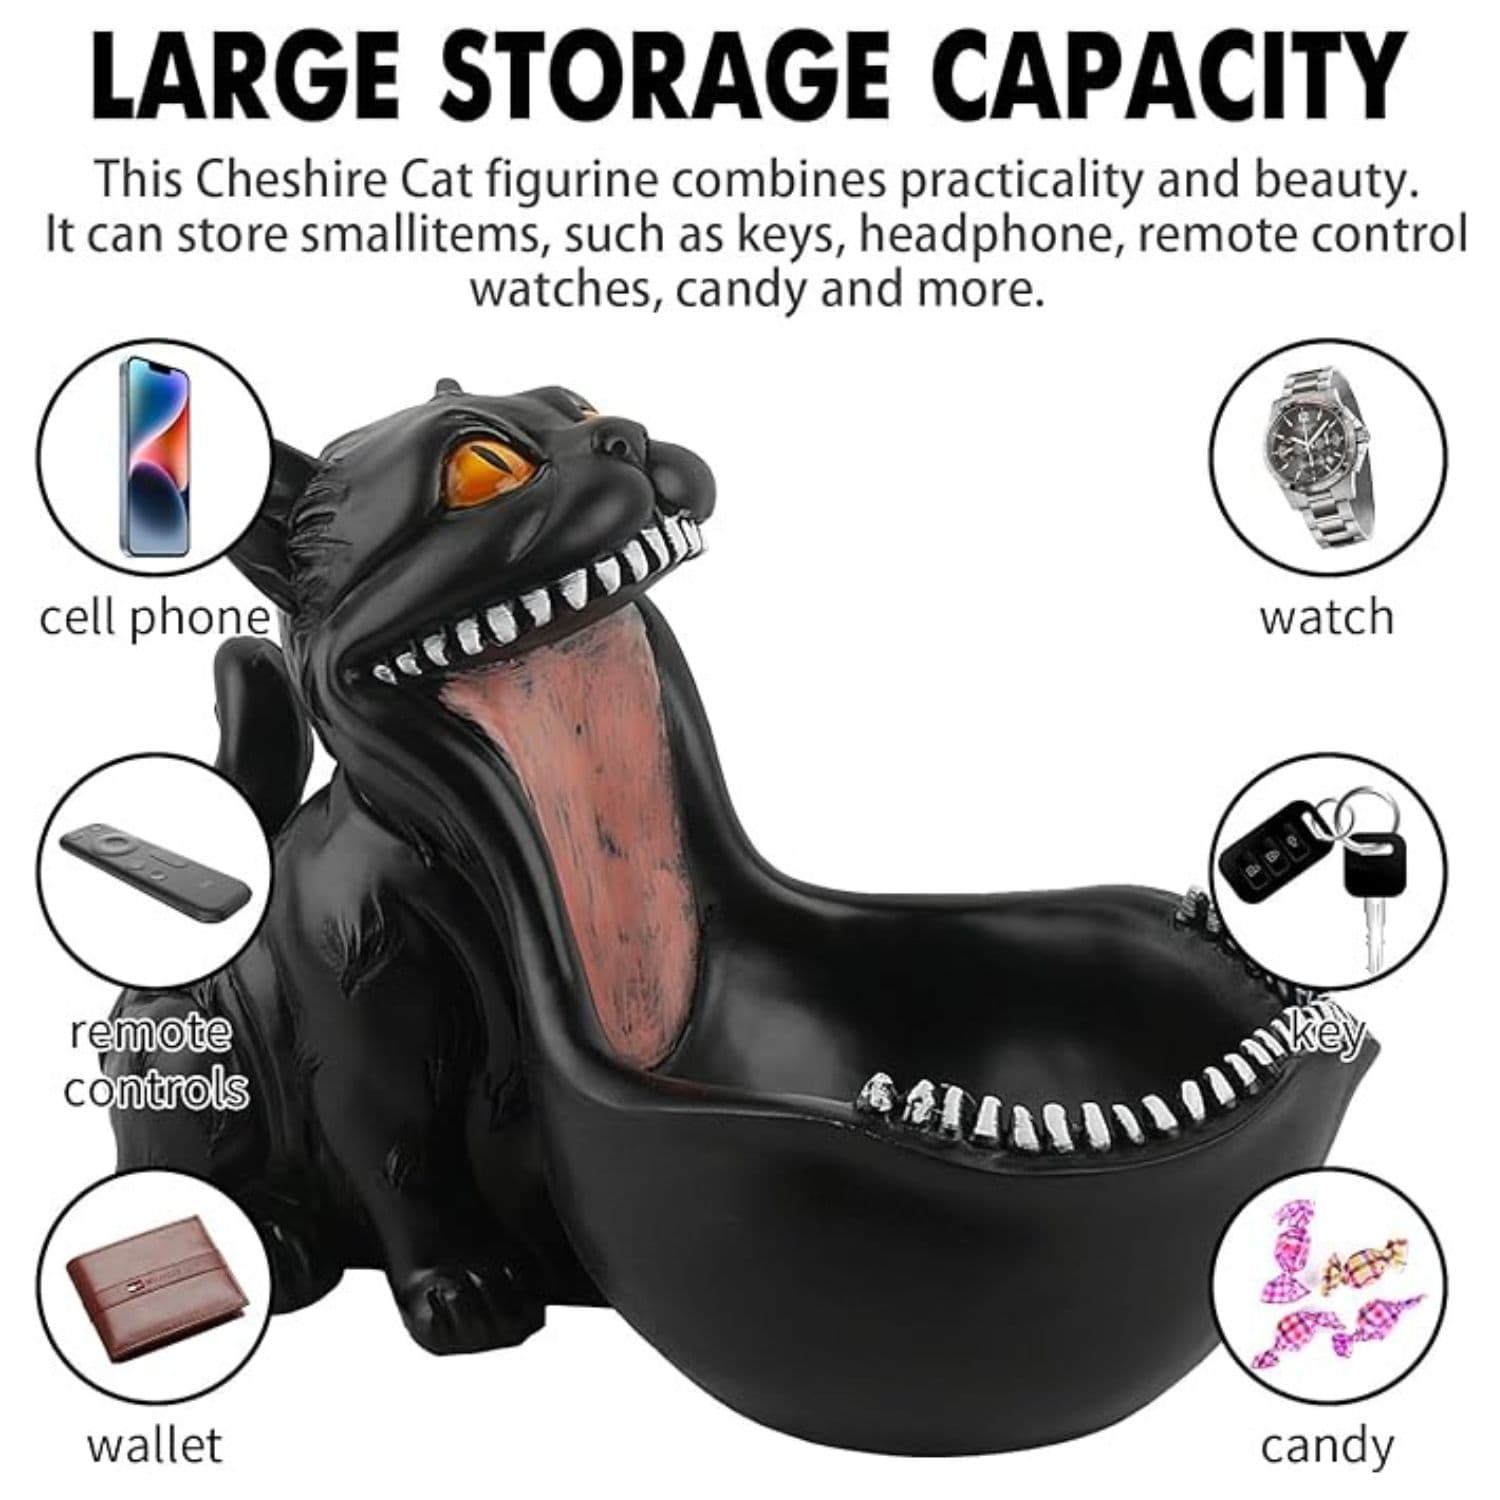 LARGE STORAGE CAPACITY
This Cheshire Cat figurine combines practicality and beauty.
It can store smallitems, such as keys, headphone, remote control
watches, candy and more.
cell phone
watch
remote
controls
key
wallet
candy